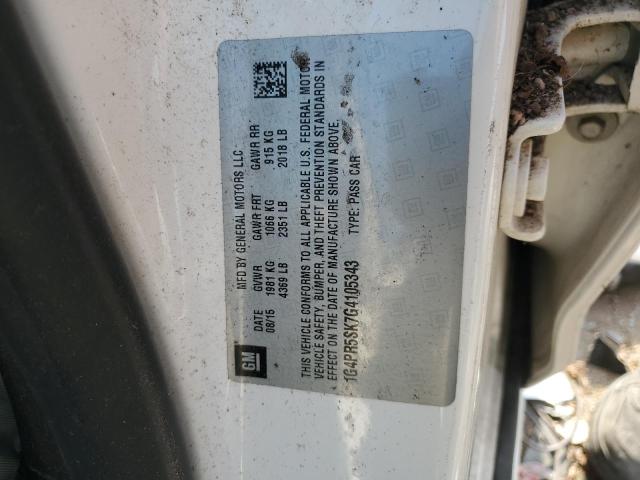 GM
MFD BY GENERAL MOTORS LLC
DATE GVWR GAWR FRT GAWR RR
08/15 1981 KG 1066 KG 915 KG
4369 LB 2351 LB 2018 LB
THIS VEHICLE CONFORMS TO ALL APPLICABLE U.S. FEDERAL MOTOR
VEHICLE SAFETY, BUMPER, AND THEFT PREVENTION STANDARDS IN
EFFECT ON THE DATE OF MANUFACTURE SHOWN ABOVE.
1G4PR5SK7G4105343 TYPE: PASS CAR